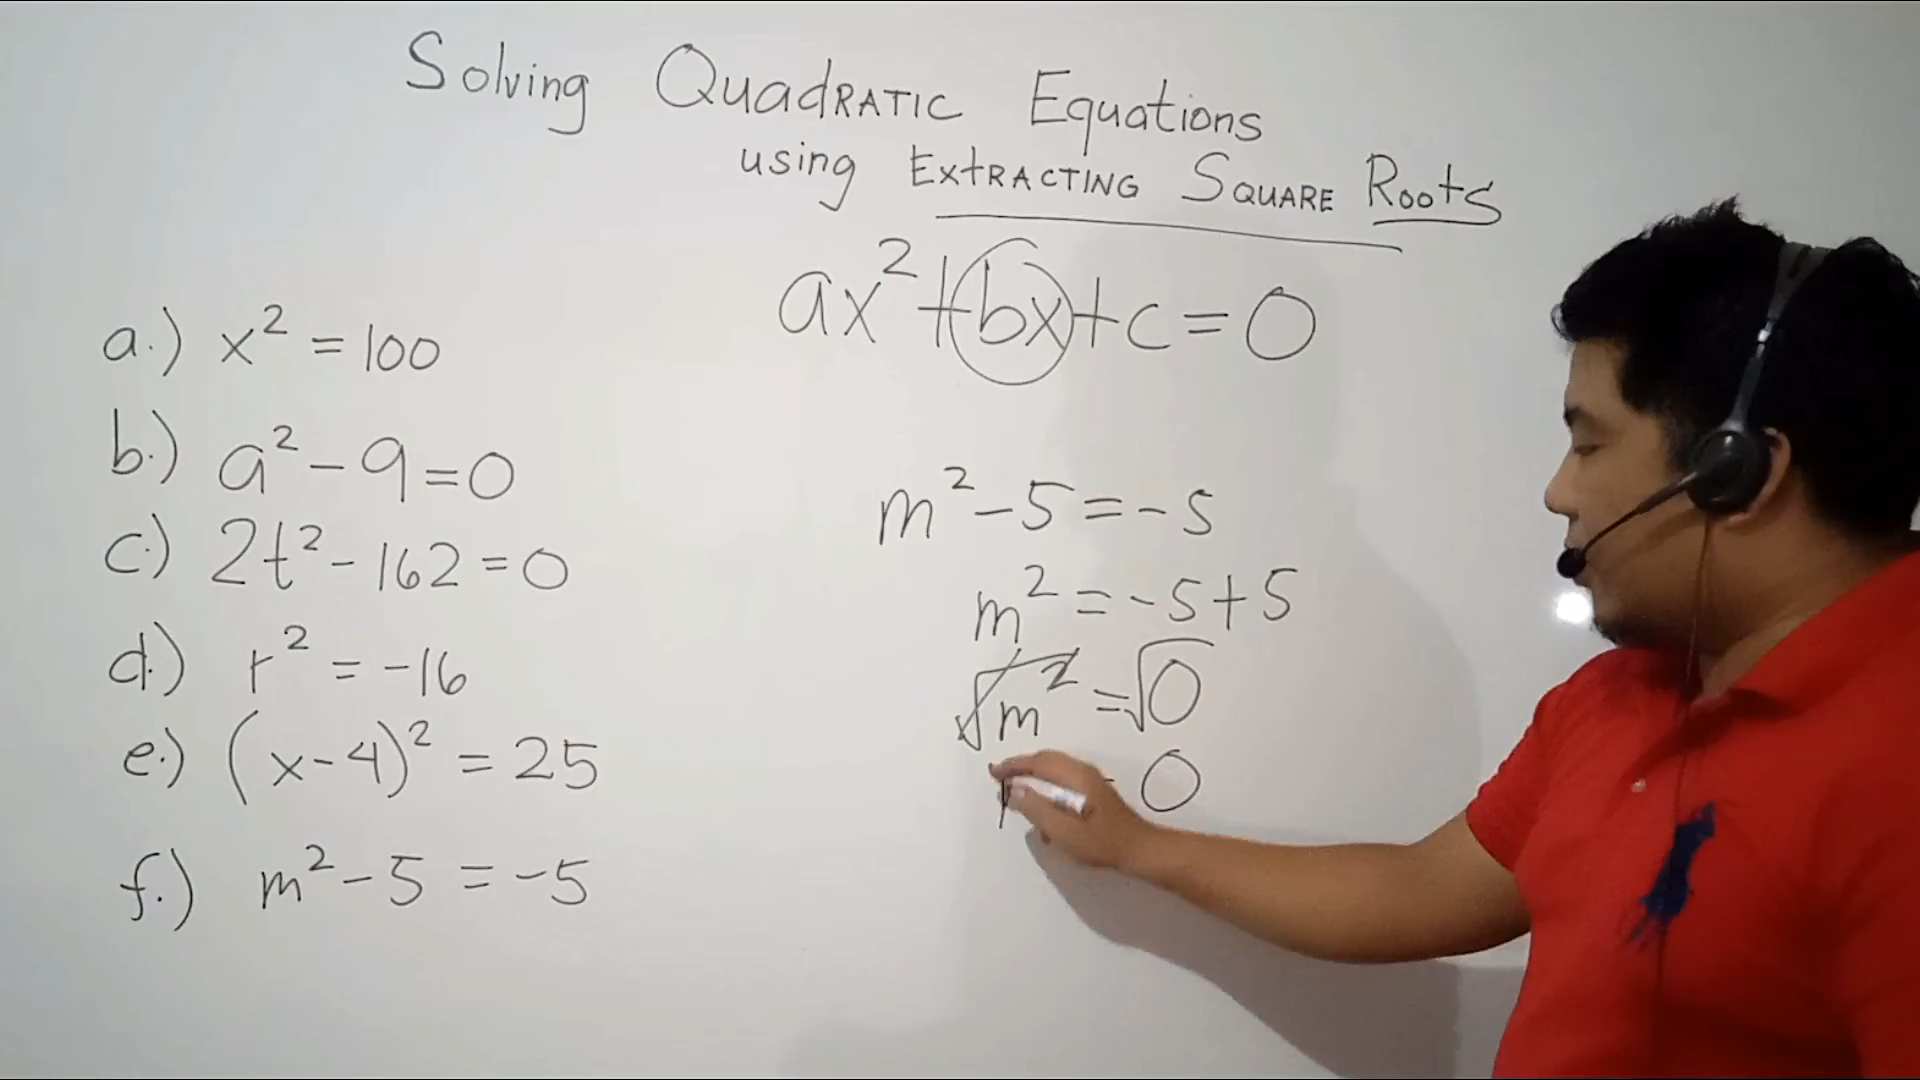 Solving Quadratic Equations
using Extracting Square Roots
ax²+bx+c=0
a.) x² = 100
b.) a² - 9 = 0
c.) 2t² - 162 = 0
d.) r² = -16
e.) (x-4)² = 25
f.) m² - 5 = -5
m² - 5 = -5
m² = -5+5
√m² = √0
0